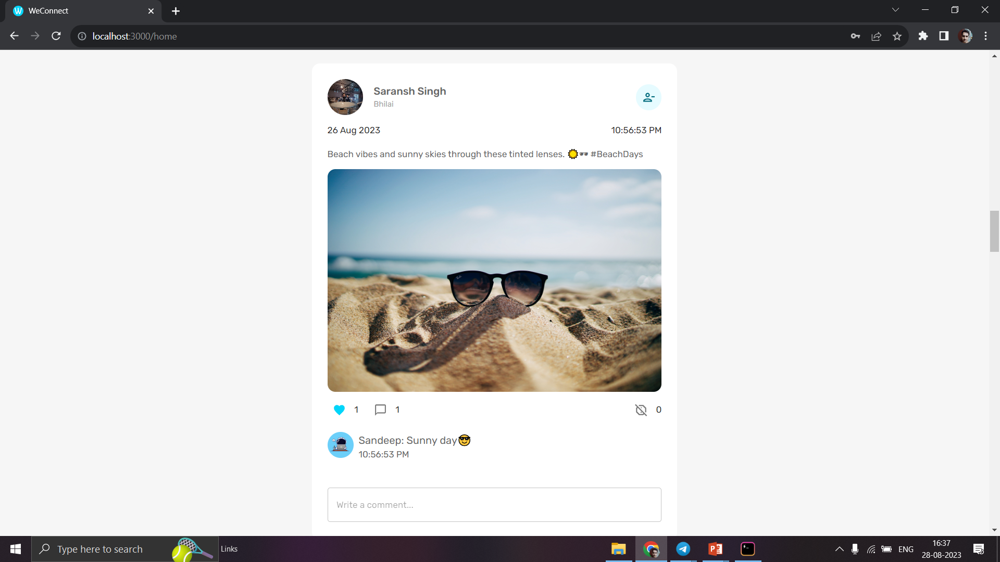 WeConnect
localhost:3000/home
Saransh Singh
Bhilai
26 Aug 2023
10:56:53 PM
Beach vibes and sunny skies through these tinted lenses. 🌞🕶️ #BeachDays
1
1
0
Sandeep: Sunny day😎
10:56:53 PM
Write a comment...
Type here to search
Links
ENG
16:37
28-08-2023